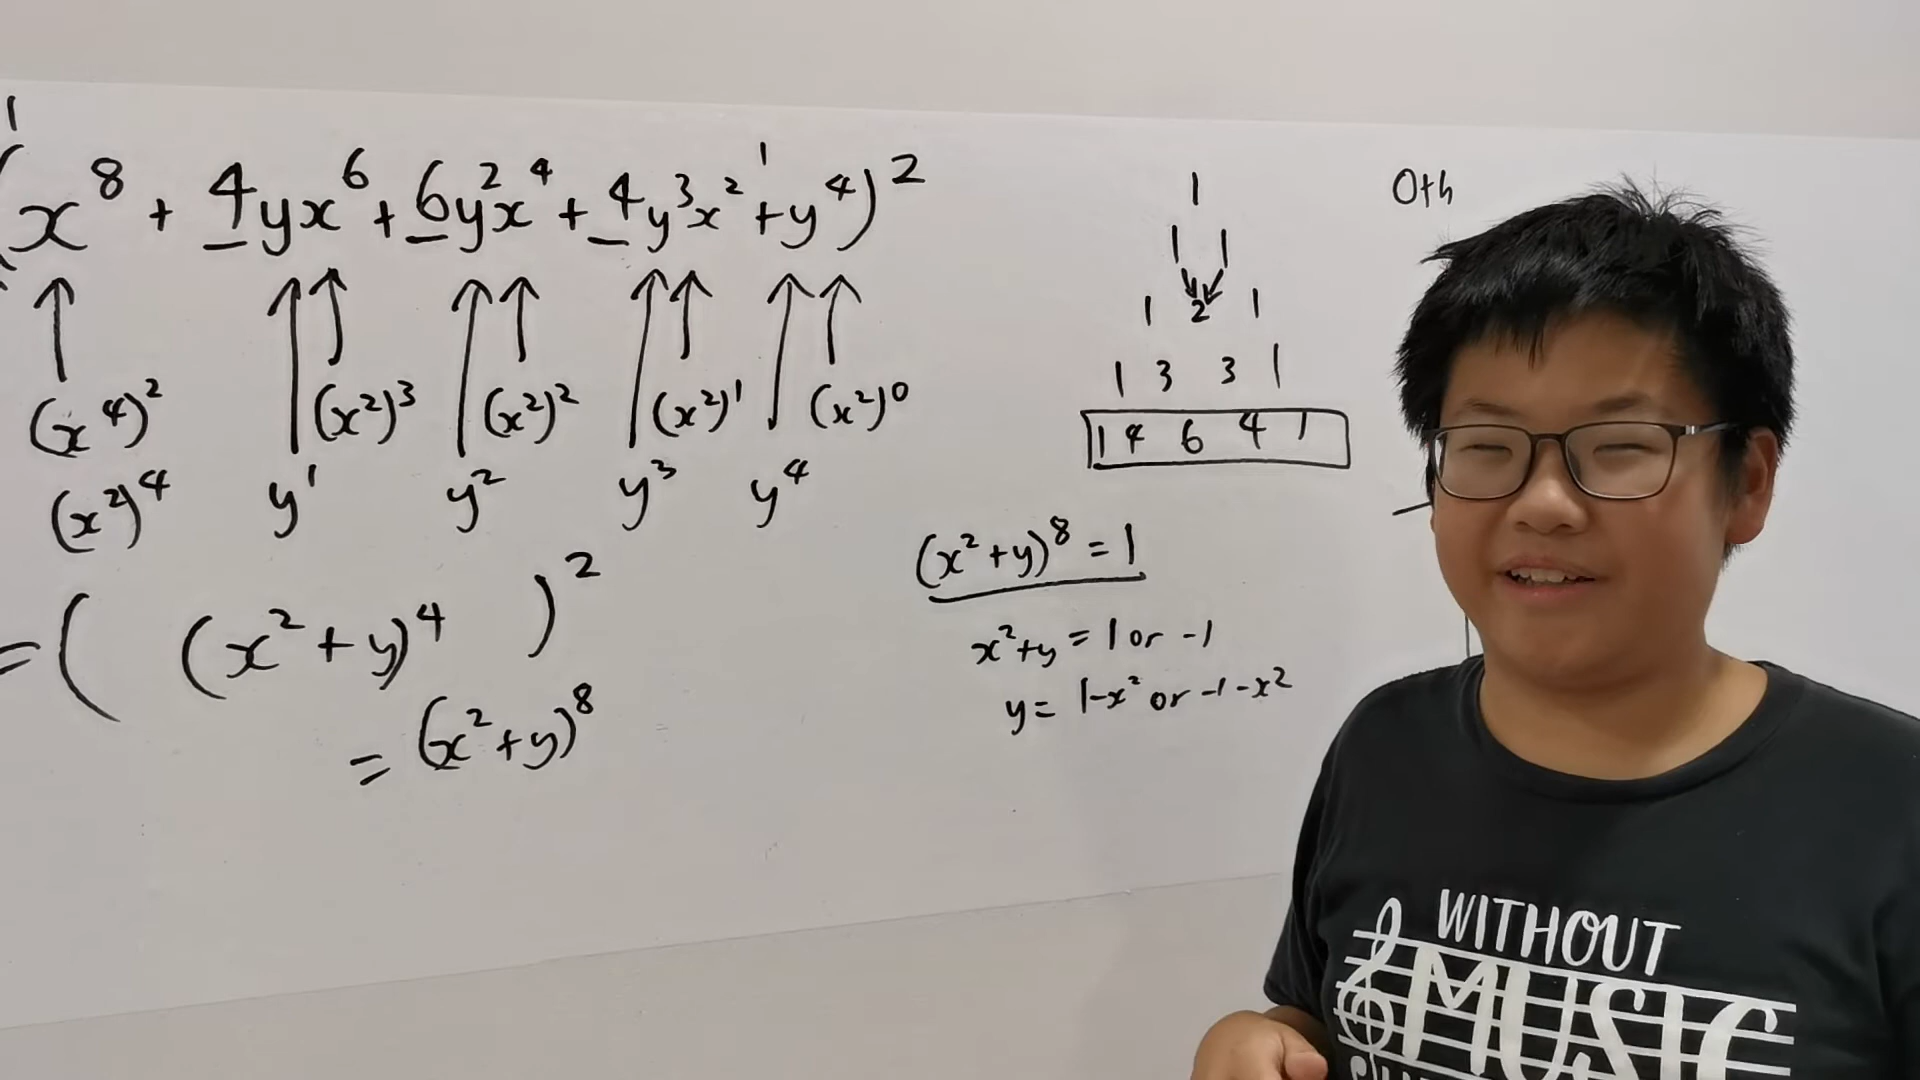 1 1
(x⁸ + 4yx⁶ + 6y²x⁴ + 4y³x² + y⁴)²
(x⁴)² (x²)³ (x²)² (x²)¹ (x²)⁰
(x²)⁴ y¹ y² y³ y⁴
= ( (x² + y)⁴ )²
= (x² + y)⁸
1
1 1
1 2 1
1 3 3 1
1 4 6 4 1
(x² + y)⁸ = 1
x² + y = 1 or -1
y = 1-x² or -1-x²
0th
WITHOUT
MUSIC